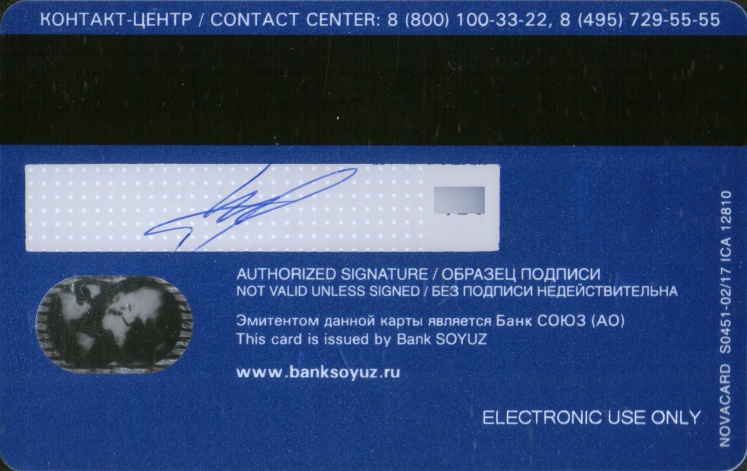 КОНТАКТ-ЦЕНТР / CONTACT CENTER: 8 (800) 100-33-22, 8 (495) 729-55-55
AUTHORIZED SIGNATURE / ОБРАЗЕЦ ПОДПИСИ
NOT VALID UNLESS SIGNED / БЕЗ ПОДПИСИ НЕДЕЙСТВИТЕЛЬНА
Эмитентом данной карты является Банк СОЮЗ (АО)
This card is issued by Bank SOYUZ
www.banksoyuz.ru
ELECTRONIC USE ONLY
NOVACARD S0451-02/17 ICA 12810